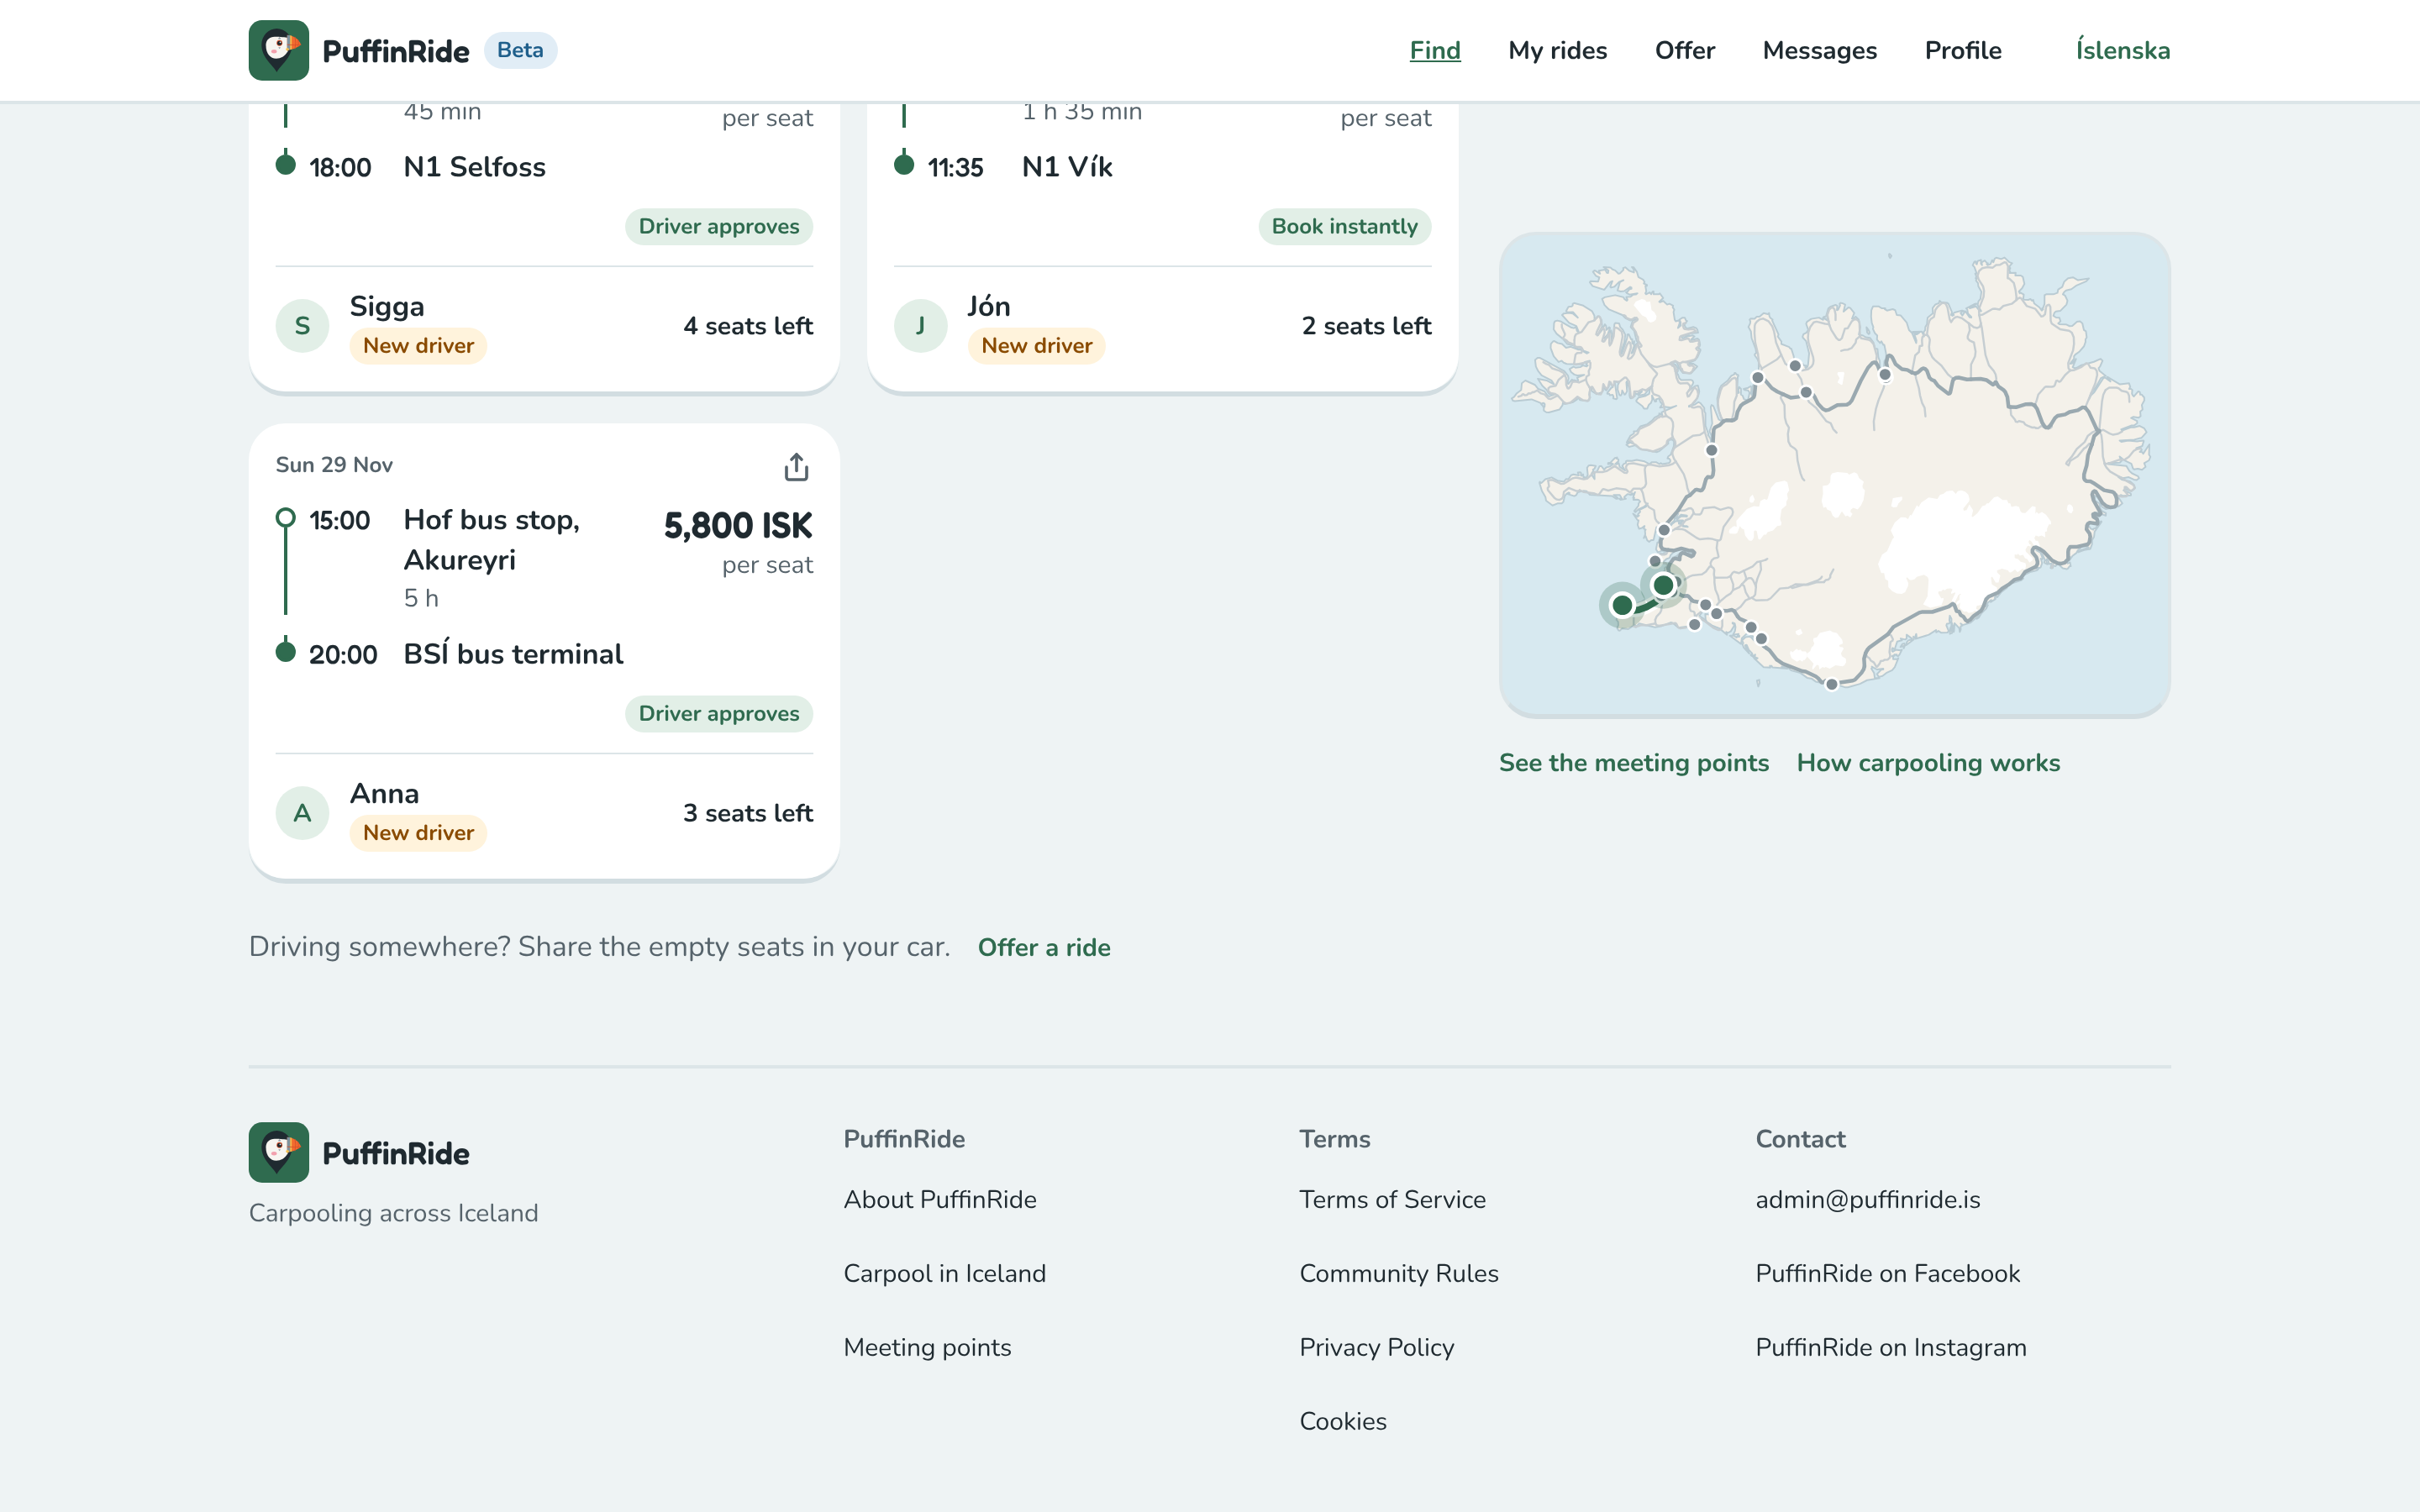 PuffinRide
Beta
Find
My rides
Offer
Messages
Profile
Íslenska
45 min
per seat
18:00 N1 Selfoss
Driver approves
S
Sigga
New driver
4 seats left
1 h 35 min
per seat
11:35 N1 Vík
Book instantly
J
Jón
New driver
2 seats left
Sun 29 Nov
15:00 Hof bus stop,
Akureyri
5 h
5,800 ISK
per seat
20:00 BSÍ bus terminal
Driver approves
A
Anna
New driver
3 seats left
See the meeting points
How carpooling works
Driving somewhere? Share the empty seats in your car. Offer a ride
PuffinRide
Carpooling across Iceland
PuffinRide
About PuffinRide
Carpool in Iceland
Meeting points
Terms
Terms of Service
Community Rules
Privacy Policy
Cookies
Contact
admin@puffinride.is
PuffinRide on Facebook
PuffinRide on Instagram